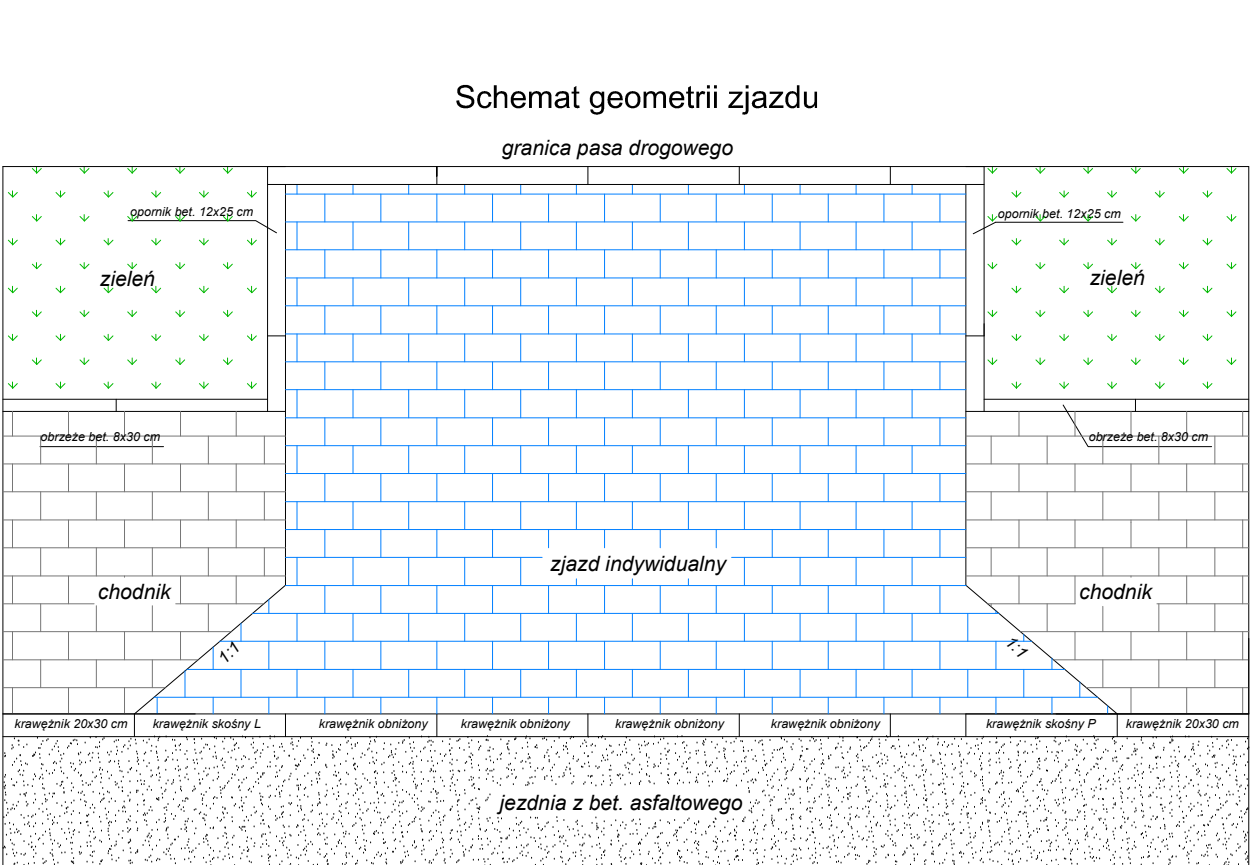 Schemat geometrii zjazdu
granica pasa drogowego
opornik bet. 12x25 cm
opornik bet. 12x25 cm
zieleń
zieleń
obrzeże bet. 8x30 cm
obrzeże bet. 8x30 cm
zjazd indywidualny
chodnik
chodnik
1:1
1:1
krawężnik 20x30 cm
krawężnik skośny L
krawężnik obniżony
krawężnik obniżony
krawężnik obniżony
krawężnik obniżony
krawężnik skośny P
krawężnik 20x30 cm
jezdnia z bet. asfaltowego